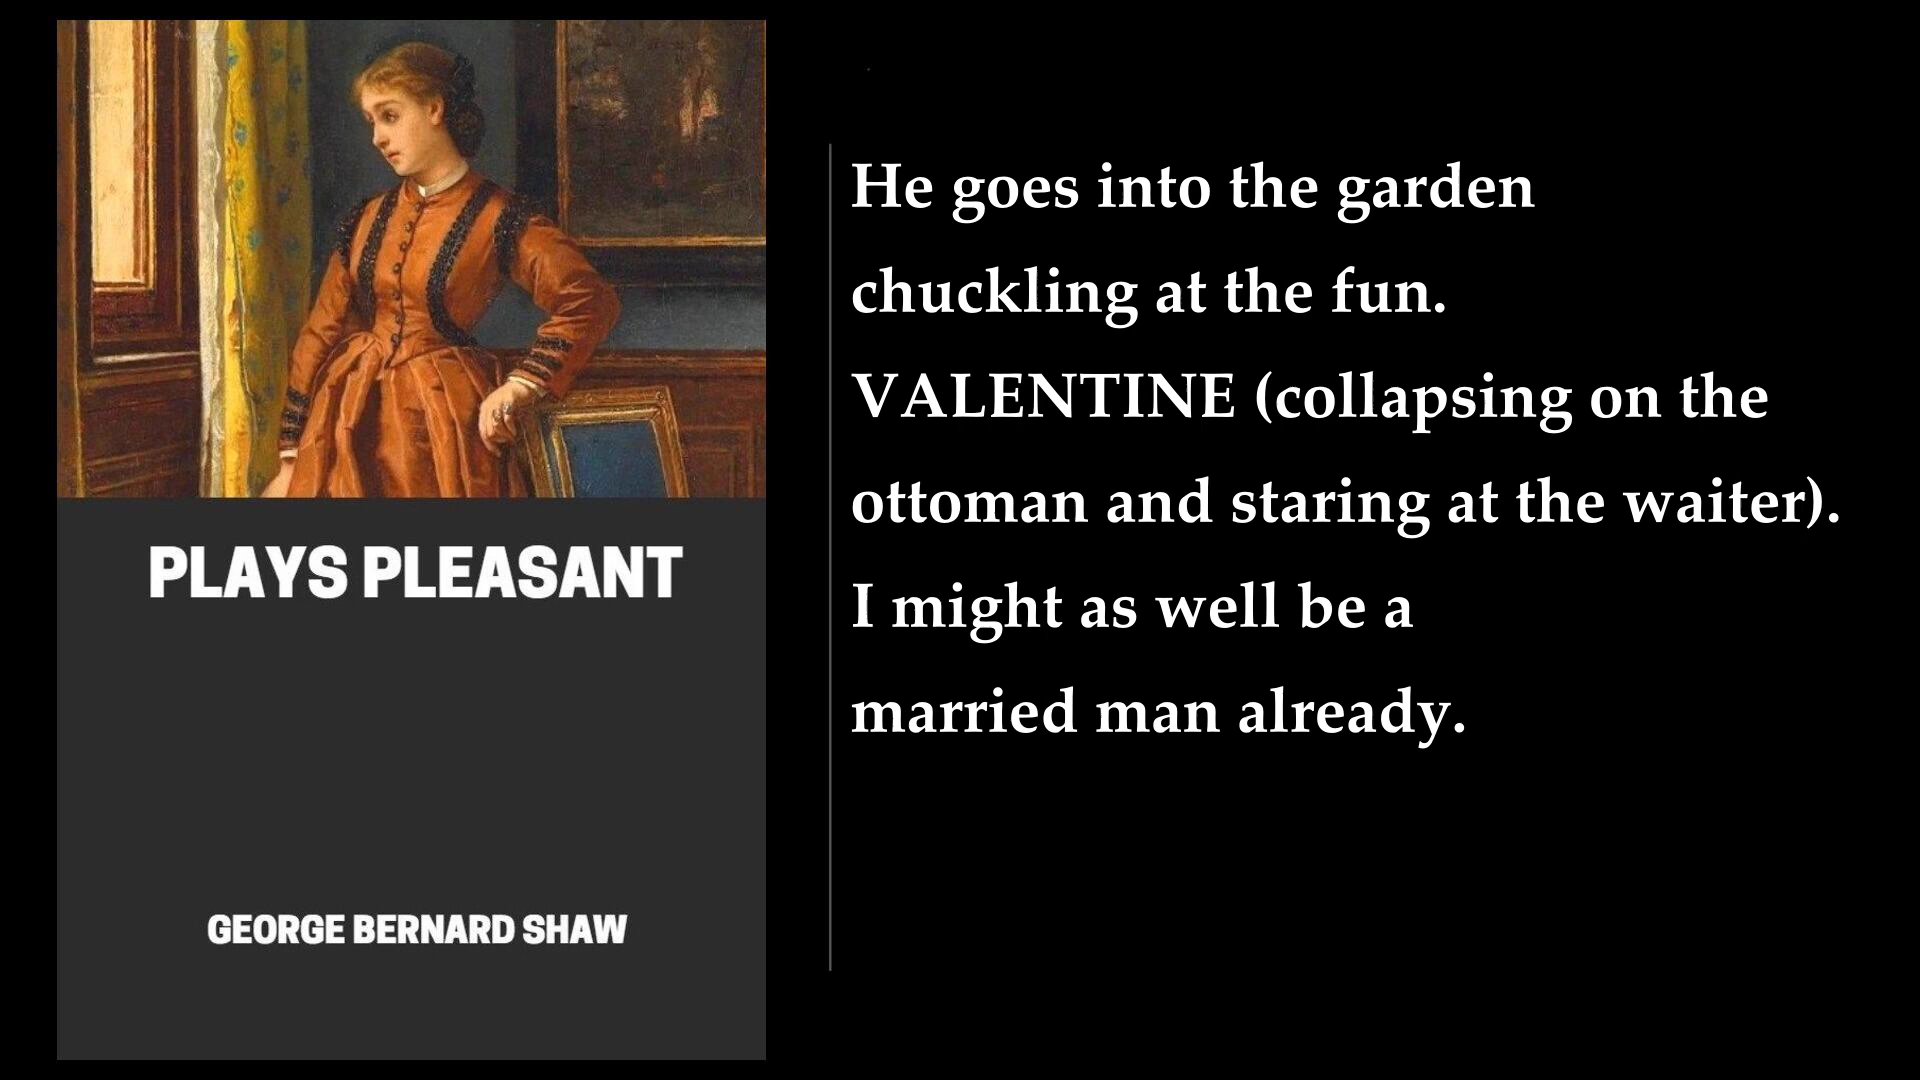 PLAYS PLEASANT
GEORGE BERNARD SHAW
He goes into the garden
chuckling at the fun.
VALENTINE (collapsing on the
ottoman and staring at the waiter).
I might as well be a
married man already.